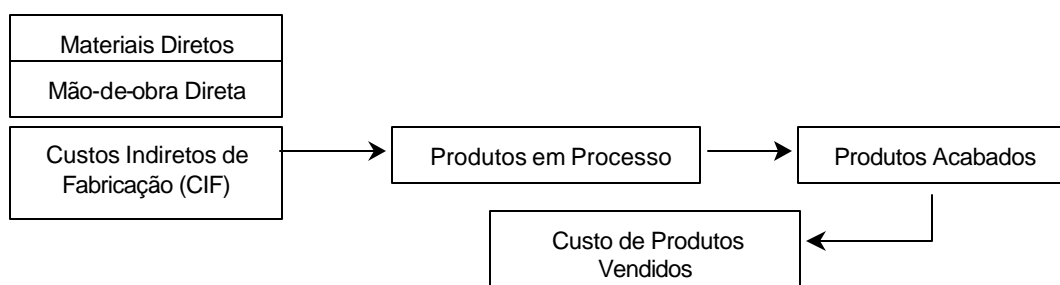 Materiais Diretos
Mão-de-obra Direta
Custos Indiretos de
Fabricação (CIF)
Produtos em Processo
Produtos Acabados
Custo de Produtos
Vendidos